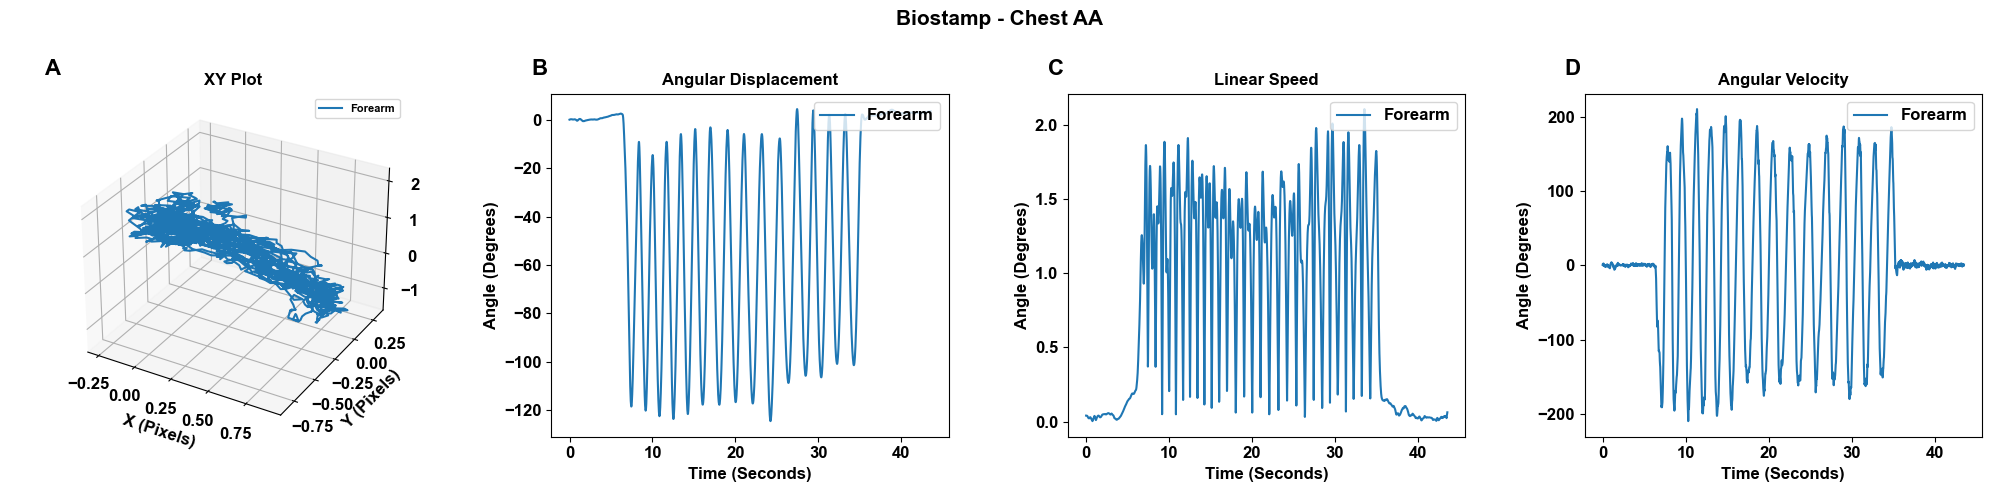 Biostamp - Chest AA
A
XY Plot
Forearm
2
1
0
−1
0.25
0.00
−0.25
−0.50
−0.75
Y (Pixels)
−0.25
0.00
0.25
0.50
0.75
X (Pixels)
B
Angular Displacement
Forearm
0
−20
−40
−60
−80
−100
−120
Angle (Degrees)
0 10 20 30 40
Time (Seconds)
C
Linear Speed
Forearm
2.0
1.5
1.0
0.5
0.0
Angle (Degrees)
0 10 20 30 40
Time (Seconds)
D
Angular Velocity
Forearm
200
100
0
−100
−200
Angle (Degrees)
0 10 20 30 40
Time (Seconds)